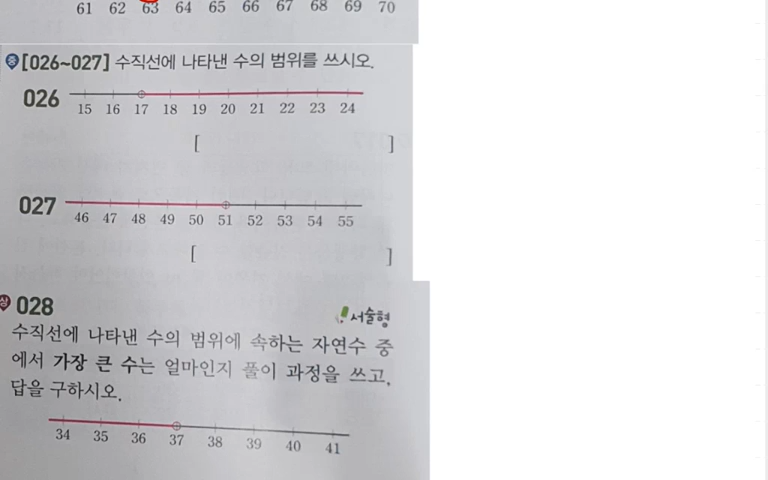 61 62 63 64 65 66 67 68 69 70
중 [026~027] 수직선에 나타낸 수의 범위를 쓰시오.
026
15 16 17 18 19 20 21 22 23 24
[ ]
027
46 47 48 49 50 51 52 53 54 55
[ ]
상 028
서술형
수직선에 나타낸 수의 범위에 속하는 자연수 중
에서 가장 큰 수는 얼마인지 풀이 과정을 쓰고,
답을 구하시오.
34 35 36 37 38 39 40 41